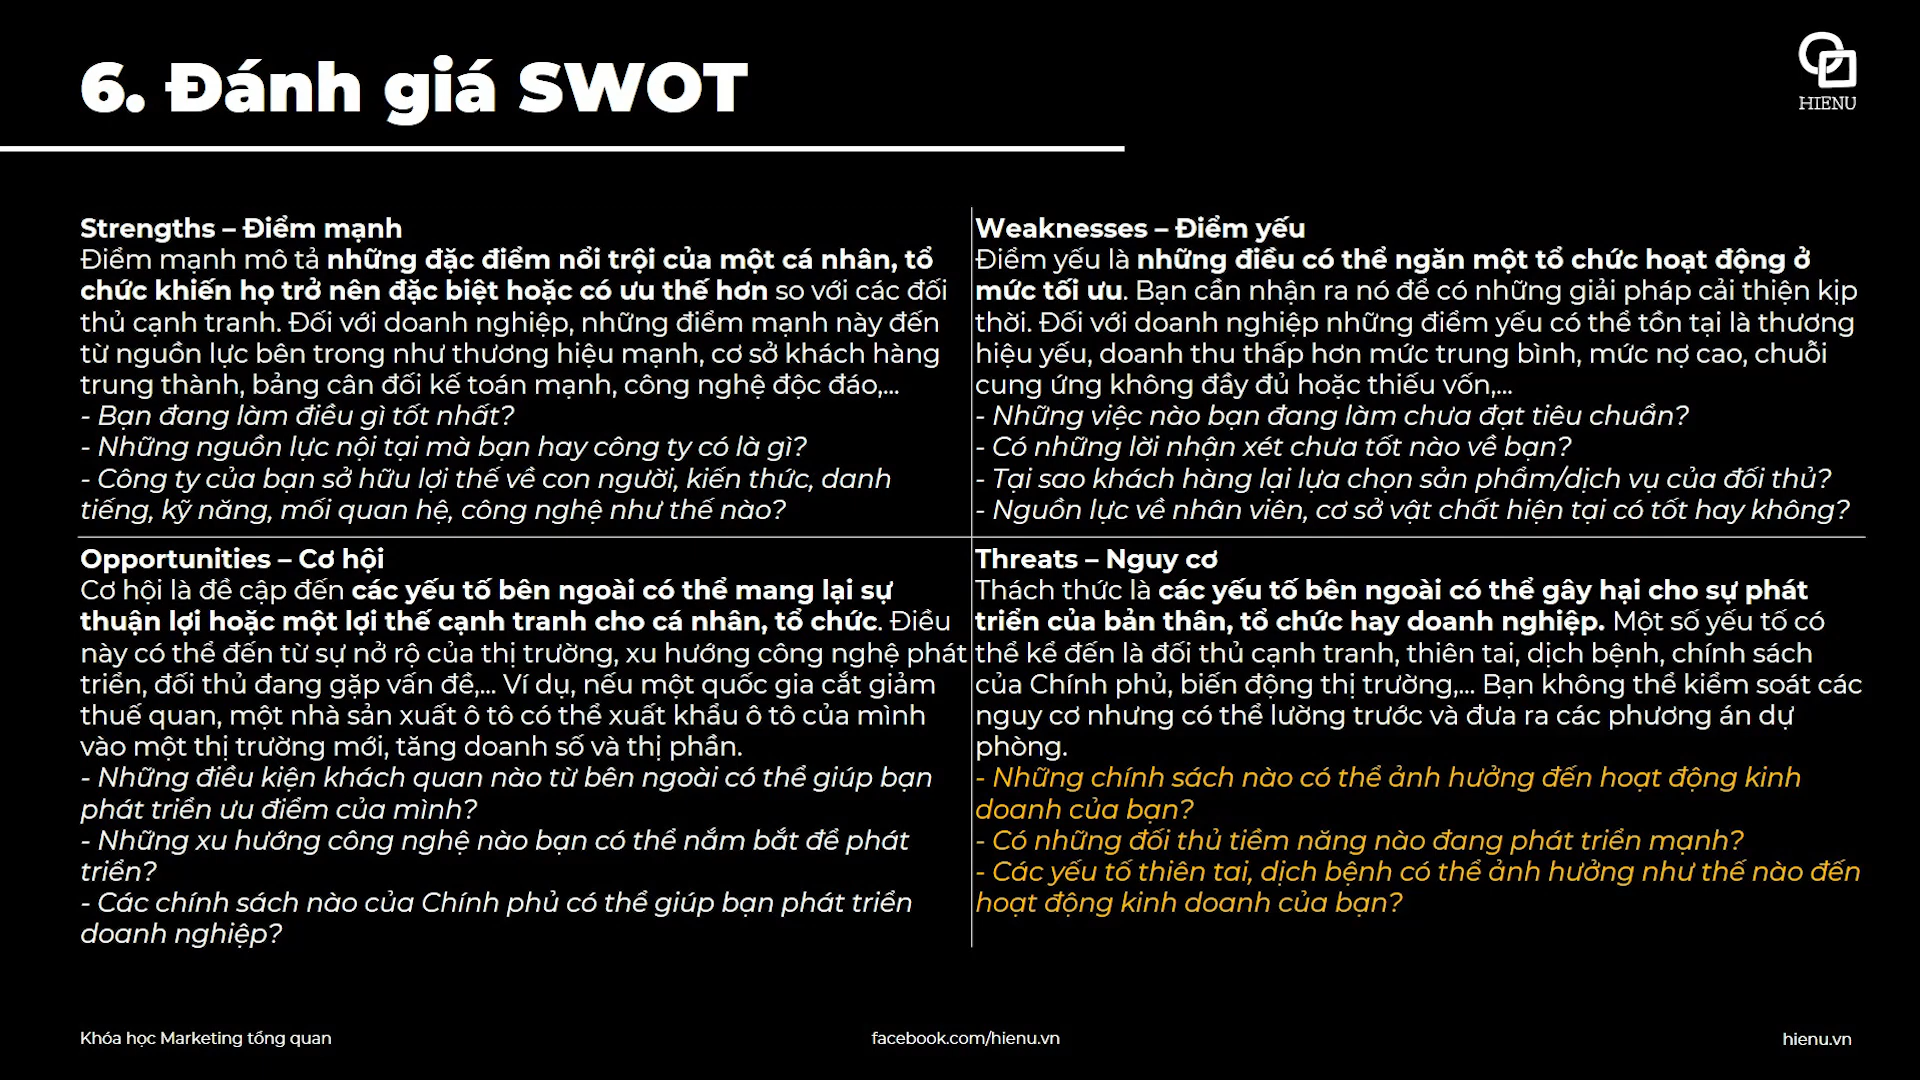 6. Đánh giá SWOT
HIENU
Strengths – Điểm mạnh
Điểm mạnh mô tả những đặc điểm nổi trội của một cá nhân, tổ
chức khiến họ trở nên đặc biệt hoặc có ưu thế hơn so với các đối
thủ cạnh tranh. Đối với doanh nghiệp, những điểm mạnh này đến
từ nguồn lực bên trong như thương hiệu mạnh, cơ sở khách hàng
trung thành, bảng cân đối kế toán mạnh, công nghệ độc đáo,...
- Bạn đang làm điều gì tốt nhất?
- Những nguồn lực nội tại mà bạn hay công ty có là gì?
- Công ty của bạn sở hữu lợi thế về con người, kiến thức, danh
tiếng, kỹ năng, mối quan hệ, công nghệ như thế nào?
Weaknesses – Điểm yếu
Điểm yếu là những điều có thể ngăn một tổ chức hoạt động ở
mức tối ưu. Bạn cần nhận ra nó để có những giải pháp cải thiện kịp
thời. Đối với doanh nghiệp những điểm yếu có thể tồn tại là thương
hiệu yếu, doanh thu thấp hơn mức trung bình, mức nợ cao, chuỗi
cung ứng không đầy đủ hoặc thiếu vốn,...
- Những việc nào bạn đang làm chưa đạt tiêu chuẩn?
- Có những lời nhận xét chưa tốt nào về bạn?
- Tại sao khách hàng lại lựa chọn sản phẩm/dịch vụ của đối thủ?
- Nguồn lực về nhân viên, cơ sở vật chất hiện tại có tốt hay không?
Opportunities – Cơ hội
Cơ hội là đề cập đến các yếu tố bên ngoài có thể mang lại sự
thuận lợi hoặc một lợi thế cạnh tranh cho cá nhân, tổ chức. Điều
này có thể đến từ sự nở rộ của thị trường, xu hướng công nghệ phát
triển, đối thủ đang gặp vấn đề,... Ví dụ, nếu một quốc gia cắt giảm
thuế quan, một nhà sản xuất ô tô có thể xuất khẩu ô tô của mình
vào một thị trường mới, tăng doanh số và thị phần.
- Những điều kiện khách quan nào từ bên ngoài có thể giúp bạn
phát triển ưu điểm của mình?
- Những xu hướng công nghệ nào bạn có thể nắm bắt để phát
triển?
- Các chính sách nào của Chính phủ có thể giúp bạn phát triển
doanh nghiệp?
Threats – Nguy cơ
Thách thức là các yếu tố bên ngoài có thể gây hại cho sự phát
triển của bản thân, tổ chức hay doanh nghiệp. Một số yếu tố có
thể kể đến là đối thủ cạnh tranh, thiên tai, dịch bệnh, chính sách
của Chính phủ, biến động thị trường,... Bạn không thể kiểm soát các
nguy cơ nhưng có thể lường trước và đưa ra các phương án dự
phòng.
- Những chính sách nào có thể ảnh hưởng đến hoạt động kinh
doanh của bạn?
- Có những đối thủ tiềm năng nào đang phát triển mạnh?
- Các yếu tố thiên tai, dịch bệnh có thể ảnh hưởng như thế nào đến
hoạt động kinh doanh của bạn?
Khóa học Marketing tổng quan
facebook.com/hienu.vn
hienu.vn